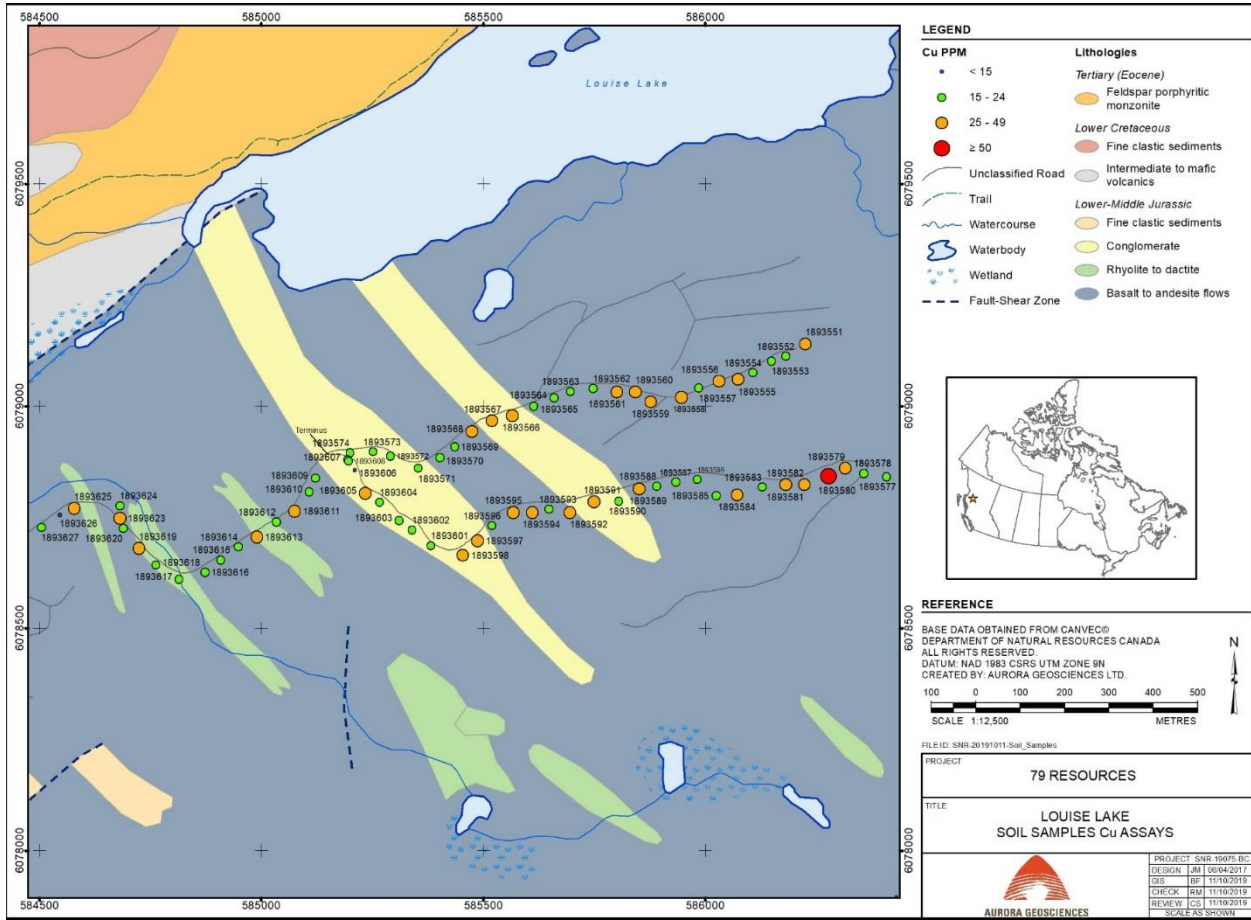 584500
585000
585500
586000
6079500
6079000
6078500
6078000
6079500
6079000
6078500
6078000
Louise Lake
Terminus
1893551
1893552
1893553
1893554
1893555
1893556
1893557
1893558
1893559
1893560
1893561
1893562
1893563
1893564
1893565
1893566
1893567
1893568
1893569
1893570
1893571
1893572
1893573
1893574
1893577
1893578
1893579
1893580
1893581
1893582
1893583
1893584
1893585
1893586
1893587
1893588
1893589
1893590
1893591
1893592
1893593
1893594
1893595
1893596
1893597
1893598
1893601
1893602
1893603
1893604
1893605
1893606
1893607
1893608
1893609
1893610
1893611
1893612
1893613
1893614
1893615
1893616
1893617
1893618
1893619
1893620
1893623
1893624
1893625
1893626
1893627
584500
585000
585500
586000
LEGEND
Cu PPM
< 15
15 - 24
25 - 49
≥ 50
Unclassified Road
Trail
Watercourse
Waterbody
Wetland
Fault-Shear Zone
Lithologies
Tertiary (Eocene)
Feldspar porphyritic
monzonite
Lower Cretaceous
Fine clastic sediments
Intermediate to mafic
volcanics
Lower-Middle Jurassic
Fine clastic sediments
Conglomerate
Rhyolite to dactite
Basalt to andesite flows
REFERENCE
BASE DATA OBTAINED FROM CANVEC©
DEPARTMENT OF NATURAL RESOURCES CANADA
ALL RIGHTS RESERVED.
DATUM: NAD 1983 CSRS UTM ZONE 9N
CREATED BY: AURORA GEOSCIENCES LTD.
N
100 0 100 200 300 400 500
SCALE 1:12,500 METRES
FILE ID: SNR-20191011-Soil_Samples
PROJECT
79 RESOURCES
TITLE
LOUISE LAKE
SOIL SAMPLES Cu ASSAYS
AURORA GEOSCIENCES
PROJECT SNR-19075-BC
DESIGN JM 06/04/2017
GIS BF 11/10/2019
CHECK RM 11/10/2019
REVIEW CS 11/10/2019
SCALE AS SHOWN